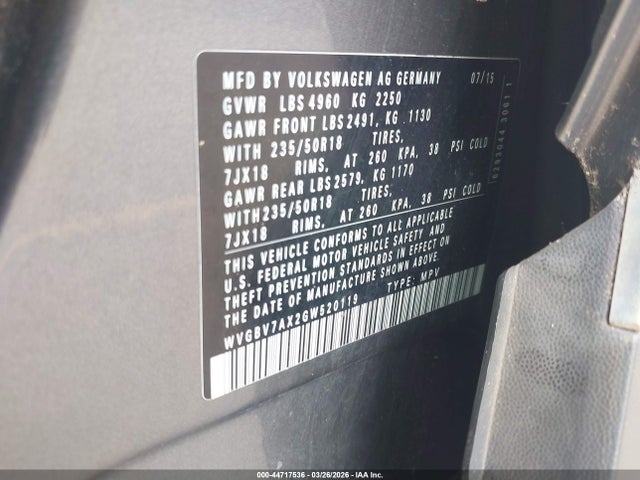 MFD BY VOLKSWAGEN AG GERMANY 07/15
GVWR LBS 4960 KG 2250
GAWR FRONT LBS 2491, KG 1130
WITH 235/50R18 TIRES,
7JX18 RIMS, AT 260 KPA, 38 PSI COLD
GAWR REAR LBS 2579, KG 1170
WITH235/50R18 TIRES,
7JX18 RIMS, AT 260 KPA, 38 PSI COLD
THIS VEHICLE CONFORMS TO ALL APPLICABLE
U.S. FEDERAL MOTOR VEHICLE SAFETY AND
THEFT PREVENTION STANDARDS IN EFFECT ON
THE DATE OF MANUFACTURE SHOWN ABOVE.
WVGBV7AX2GW520119 TYPE: MPV
6293044 3061 1
000-44717536 03/26/2026 IAA Inc.